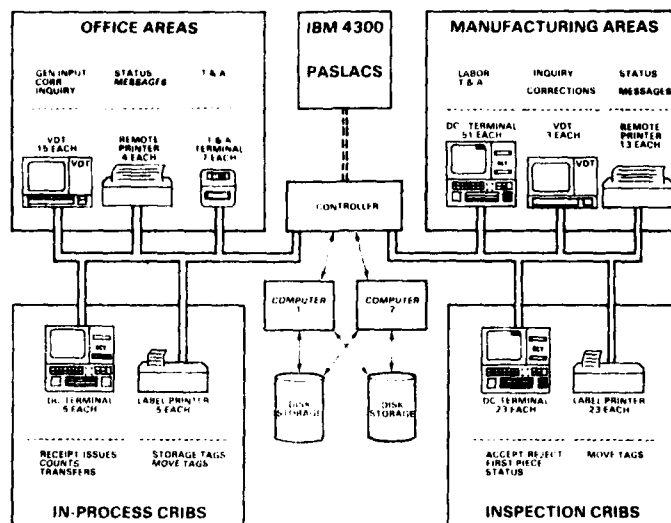 OFFICE AREAS
GEN INPUT
CORR
INQUIRY
STATUS
MESSAGES
T & A
VDT
15 EACH
REMOTE
PRINTER
4 EACH
T & A
TERMINAL
7 EACH
VDT
IBM 4300
PASLACS
MANUFACTURING AREAS
LABOR
T & A
INQUIRY
CORRECTIONS
STATUS
MESSAGES
DC TERMINAL
51 EACH
VDT
3 EACH
REMOTE
PRINTER
13 EACH
VDT
CONTROLLER
COMPUTER
1
COMPUTER
2
DISK
STORAGE
DISK
STORAGE
DC TERMINAL
5 EACH
LABEL PRINTER
5 EACH
RECEIPT ISSUES
COUNTS
TRANSFERS
STORAGE TAGS
MOVE TAGS
IN-PROCESS CRIBS
DC TERMINAL
23 EACH
LABEL PRINTER
23 EACH
ACCEPT REJECT
FIRST PIECE
STATUS
MOVE TAGS
INSPECTION CRIBS